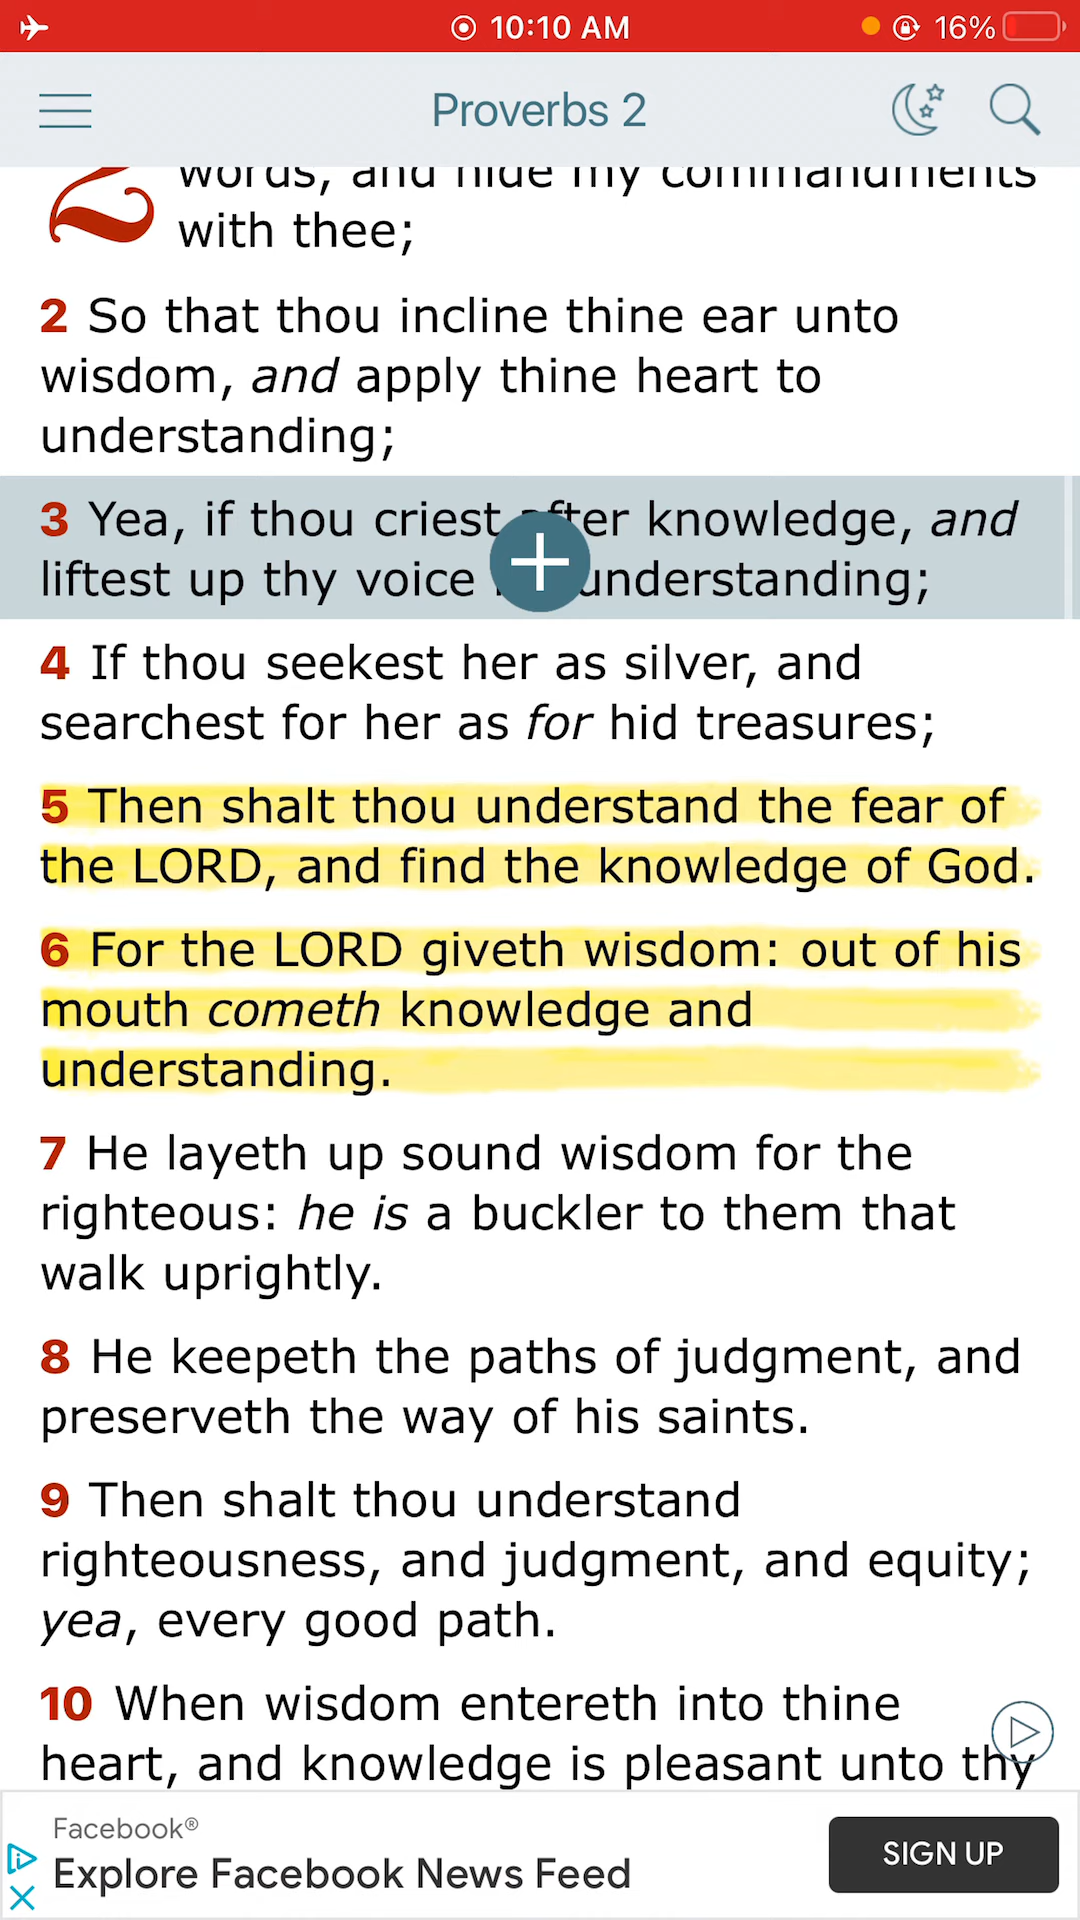 10:10 AM
16%
Proverbs 2
2 words, and hide my commandments
with thee;
2 So that thou incline thine ear unto
wisdom, and apply thine heart to
understanding;
3 Yea, if thou criest after knowledge, and
liftest up thy voice understanding;
4 If thou seekest her as silver, and
searchest for her as for hid treasures;
5 Then shalt thou understand the fear of
the LORD, and find the knowledge of God.
6 For the LORD giveth wisdom: out of his
mouth cometh knowledge and
understanding.
7 He layeth up sound wisdom for the
righteous: he is a buckler to them that
walk uprightly.
8 He keepeth the paths of judgment, and
preserveth the way of his saints.
9 Then shalt thou understand
righteousness, and judgment, and equity;
yea, every good path.
10 When wisdom entereth into thine
heart, and knowledge is pleasant unto thy
Facebook®
Explore Facebook News Feed
SIGN UP